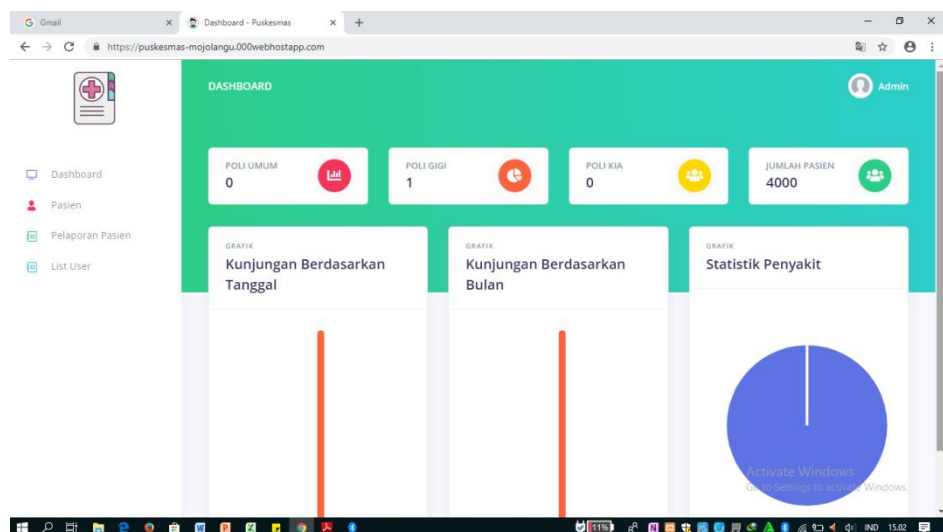 Gmail
Dashboard - Puskesmas
https://puskesmas-mojolangu.000webhostapp.com
DASHBOARD
Admin
Dashboard
Pasien
Pelaporan Pasien
List User
POLI UMUM
0
POLI GIGI
1
POLI KIA
0
JUMLAH PASIEN
4000
GRAFIK
Kunjungan Berdasarkan
Tanggal
GRAFIK
Kunjungan Berdasarkan
Bulan
GRAFIK
Statistik Penyakit
Activate Windows
Go to Settings to activate Windows.
11%
IND
15.02